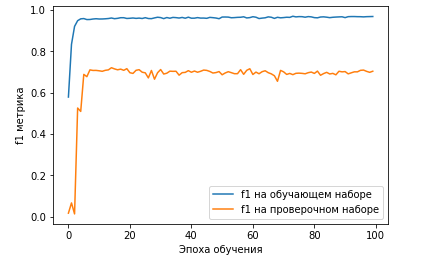 1.0
0.8
0.6
0.4
0.2
0.0
f1 метрика
f1 на обучающем наборе
f1 на проверочном наборе
0 20 40 60 80 100
Эпоха обучения